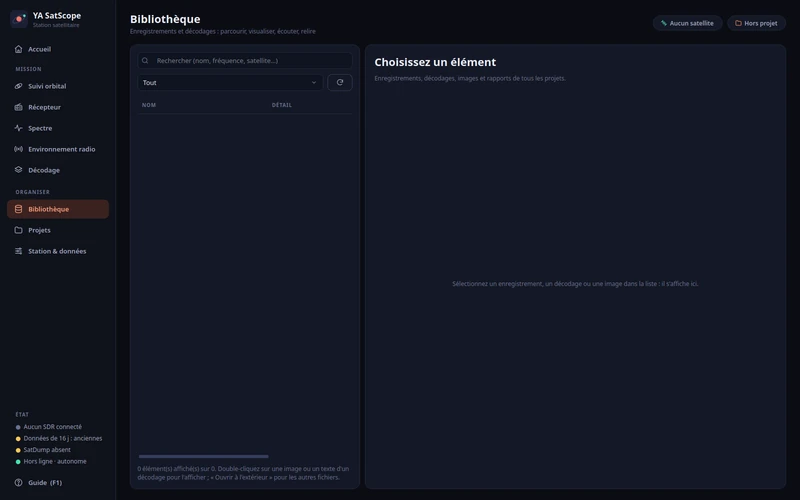 YA SatScope
Station satellitaire
Accueil
MISSION
Suivi orbital
Récepteur
Spectre
Environnement radio
Décodage
ORGANISER
Bibliothèque
Projets
Station & données
ÉTAT
Aucun SDR connecté
Données de 16 j : anciennes
SatDump absent
Hors ligne · autonome
Guide (F1)
Bibliothèque
Enregistrements et décodages : parcourir, visualiser, écouter, relire
Aucun satellite
Hors projet
Rechercher (nom, fréquence, satellite...)
Tout
NOM DÉTAIL
0 élément(s) affiché(s) sur 0. Double-cliquez sur une image ou un texte d'un
décodage pour l'afficher ; « Ouvrir à l'extérieur » pour les autres fichiers.
Choisissez un élément
Enregistrements, décodages, images et rapports de tous les projets.
Sélectionnez un enregistrement, un décodage ou une image dans la liste : il s'affiche ici.